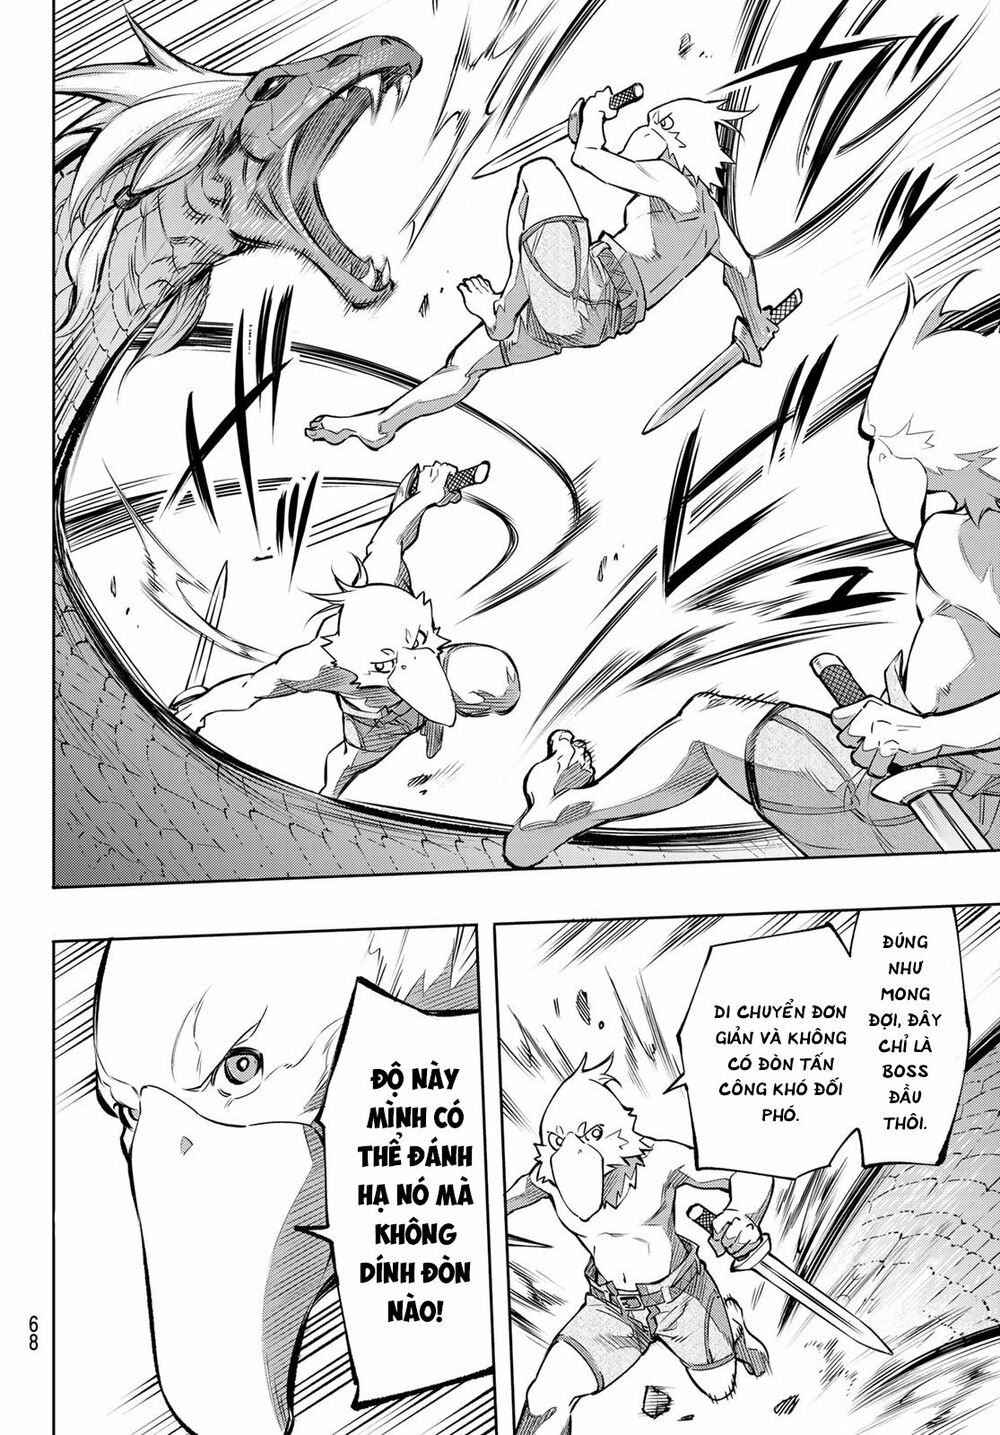 ĐÚNG
NHƯ
MONG
ĐỢI, ĐÂY
CHỈ LÀ
BOSS
ĐẦU
THÔI.
DI CHUYỂN ĐƠN
GIẢN VÀ KHÔNG
CÓ ĐÒN TẤN
CÔNG KHÓ ĐỐI
PHÓ.
ĐỘ NÀY
MÌNH CÓ
THỂ ĐÁNH
HẠ NÓ MÀ
KHÔNG
DÍNH ĐÒN
NÀO!
68